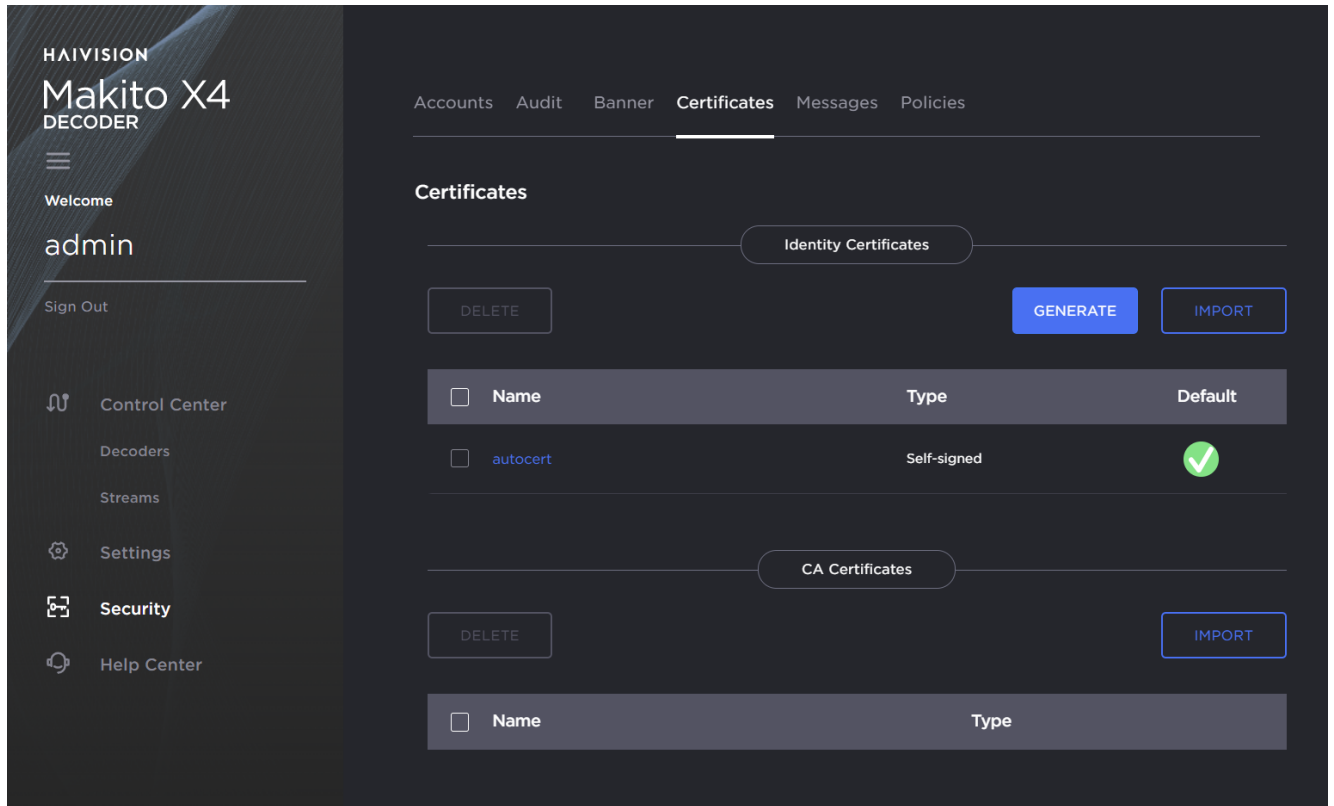 HAIVISION
Makito X4
DECODER
Welcome
admin
Sign Out
Control Center
Decoders
Streams
Settings
Security
Help Center
Accounts Audit Banner Certificates Messages Policies
Certificates
Identity Certificates
DELETE GENERATE IMPORT
Name Type Default
autocert Self-signed
CA Certificates
DELETE IMPORT
Name Type